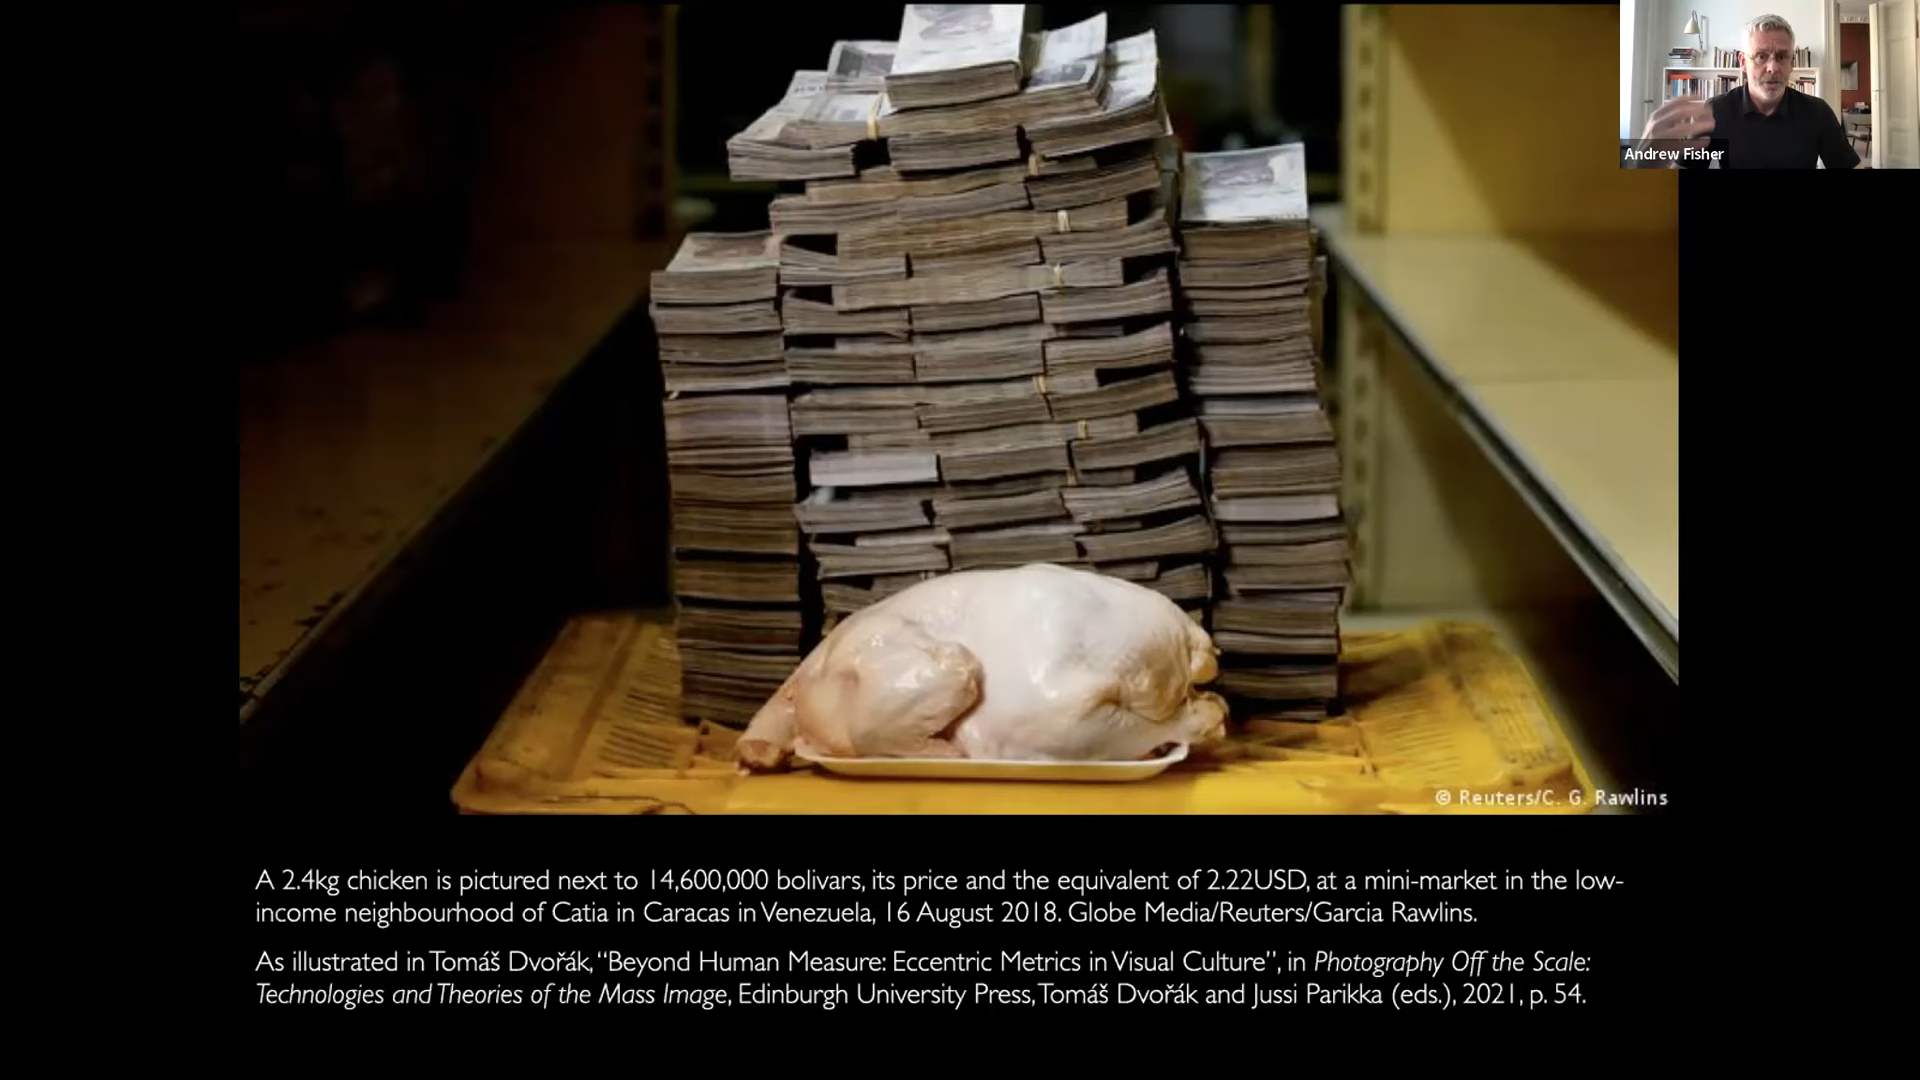 Andrew Fisher
© Reuters/C. G. Rawlins
A 2.4kg chicken is pictured next to 14,600,000 bolivars, its price and the equivalent of 2.22USD, at a mini-market in the low-
income neighbourhood of Catia in Caracas in Venezuela, 16 August 2018. Globe Media/Reuters/Garcia Rawlins.
As illustrated in Tomáš Dvořák, “Beyond Human Measure: Eccentric Metrics in Visual Culture”, in Photography Off the Scale:
Technologies and Theories of the Mass Image, Edinburgh University Press, Tomáš Dvořák and Jussi Parikka (eds.), 2021, p. 54.